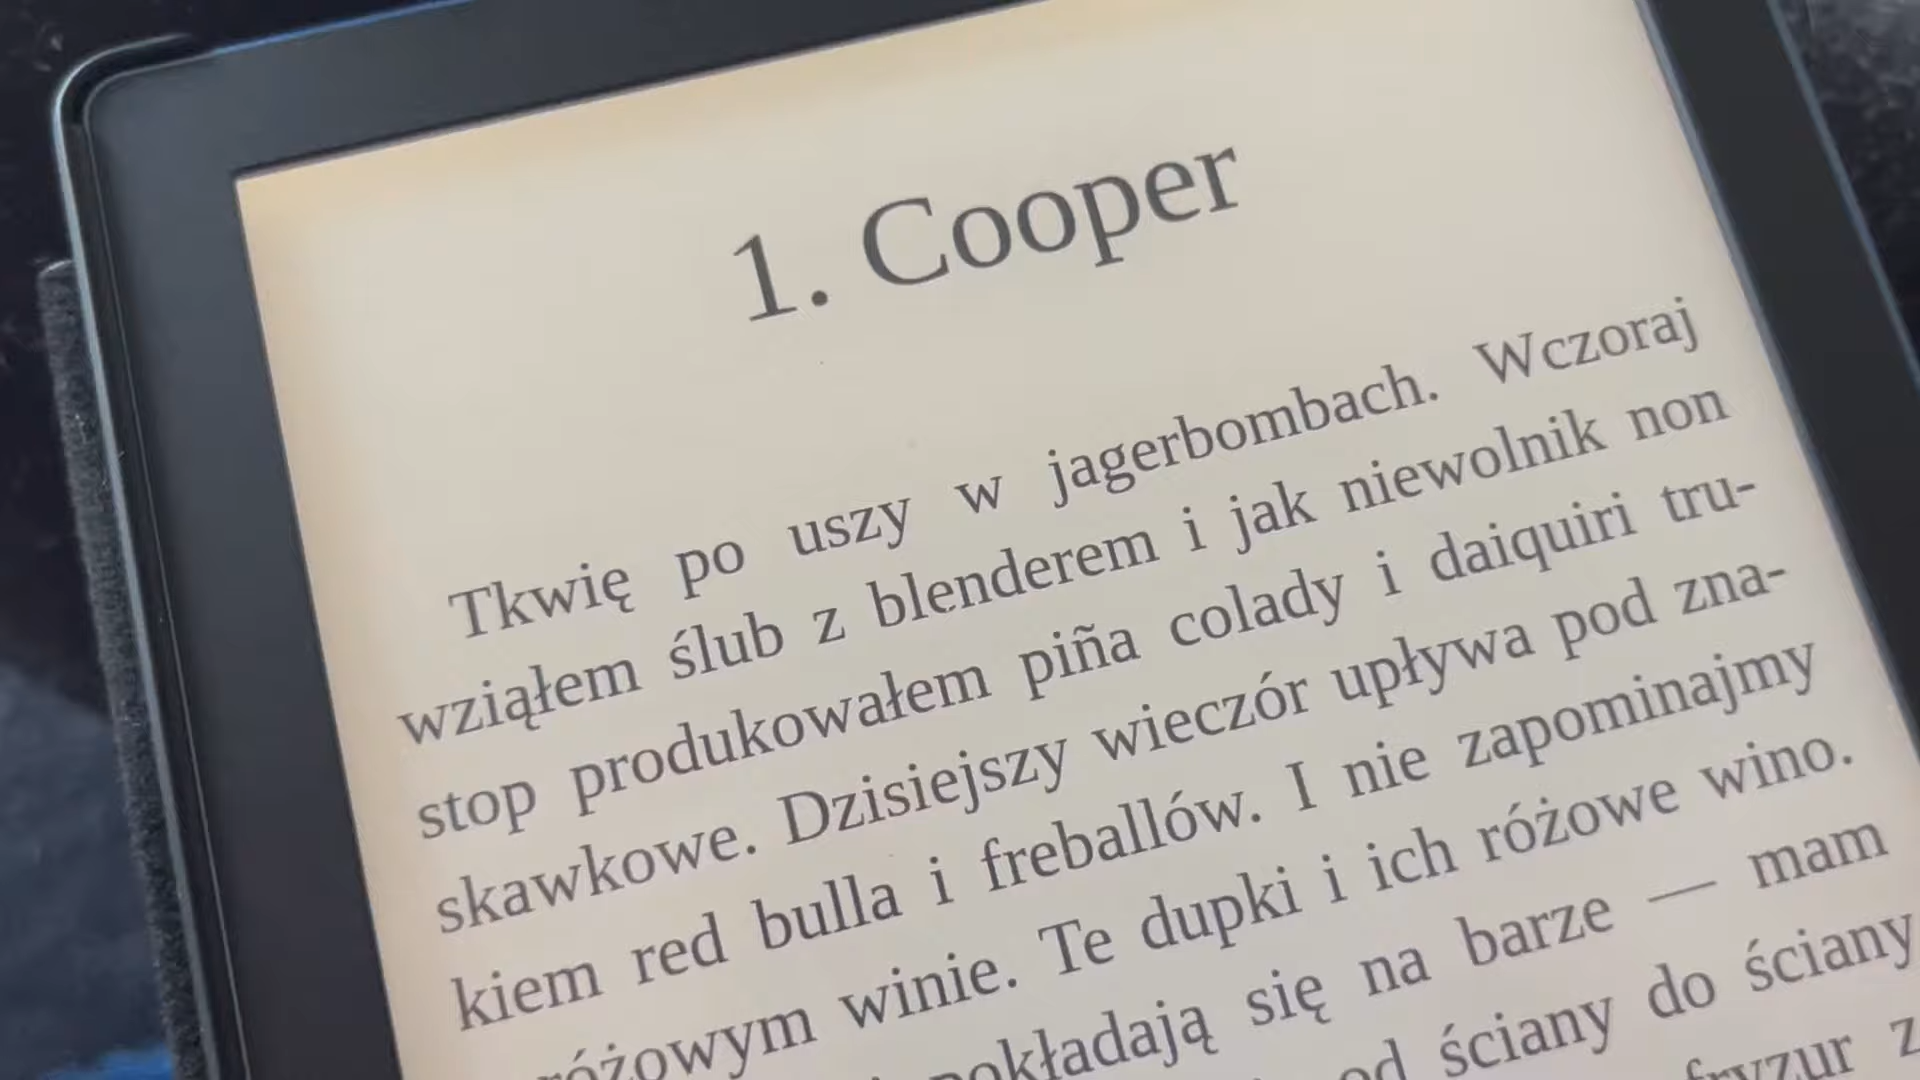 1. Cooper
Tkwię po uszy w jagerbombach. Wczoraj
wziąłem ślub z blenderem i jak niewolnik non
stop produkowałem piña colady i daiquiri tru-
skawkowe. Dzisiejszy wieczór upływa pod zna-
kiem red bulla i freballów. I nie zapominajmy
różowym winie. Te dupki i ich różowe wino.
pokładają się na barze — mam
od ściany do ściany
fryzur z